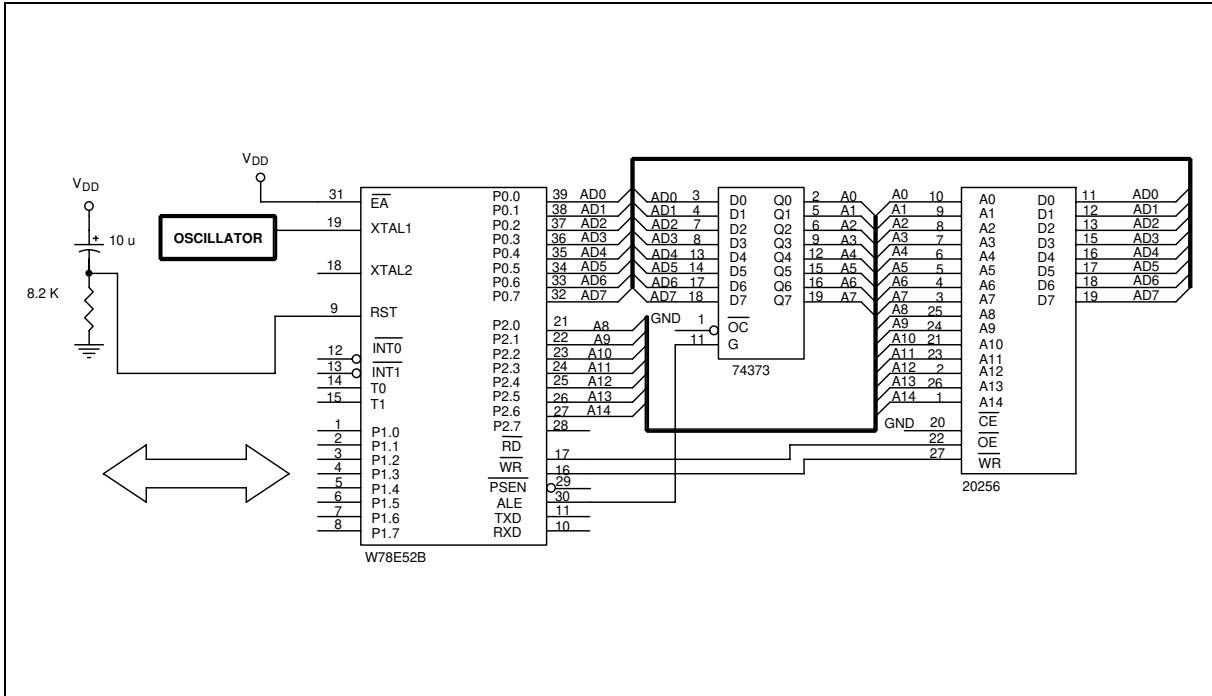 VDD
10 u
8.2 K
VDD
OSCILLATOR
31 EA
19 XTAL1
18 XTAL2
9 RST
12 INT0
13 INT1
14 T0
15 T1
1 P1.0
2 P1.1
3 P1.2
4 P1.3
5 P1.4
6 P1.5
7 P1.6
8 P1.7
P0.0 39 AD0
P0.1 38 AD1
P0.2 37 AD2
P0.3 36 AD3
P0.4 35 AD4
P0.5 34 AD5
P0.6 33 AD6
P0.7 32 AD7
P2.0 21 A8
P2.1 22 A9
P2.2 23 A10
P2.3 24 A11
P2.4 25 A12
P2.5 26 A13
P2.6 27 A14
P2.7 28
RD 17
WR 16
PSEN 29
ALE 30
TXD 11
RXD 10
W78E52B
AD0 3 D0 Q0 2 A0
AD1 4 D1 Q1 5 A1
AD2 7 D2 Q2 6 A2
AD3 8 D3 Q3 9 A3
AD4 13 D4 Q4 12 A4
AD5 14 D5 Q5 15 A5
AD6 17 D6 Q6 16 A6
AD7 18 D7 Q7 19 A7
GND 1 OC
11 G
74373
A0 10 A0 D0 11 AD0
A1 9 A1 D1 12 AD1
A2 8 A2 D2 13 AD2
A3 7 A3 D3 15 AD3
A4 6 A4 D4 16 AD4
A5 5 A5 D5 17 AD5
A6 4 A6 D6 18 AD6
A7 3 A7 D7 19 AD7
A8 25 A8
A9 24 A9
A10 21 A10
A11 23 A11
A12 2 A12
A13 26 A13
A14 1 A14
GND 20 CE
22 OE
27 WR
20256